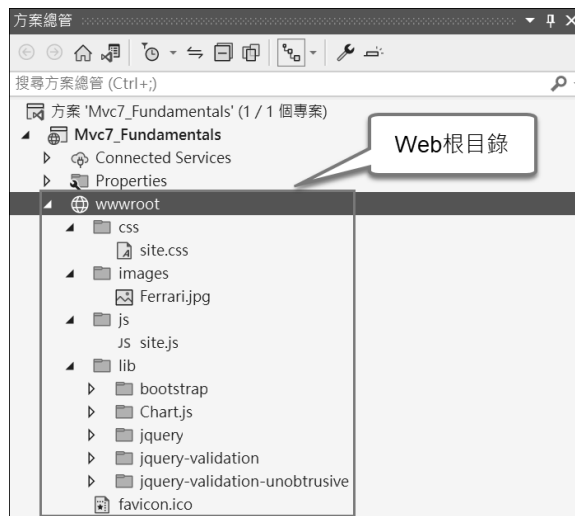 方案總管
搜尋方案總管 (Ctrl+;)
方案 'Mvc7_Fundamentals' (1 / 1 個專案)
Mvc7_Fundamentals
Web根目錄
Connected Services
Properties
wwwroot
css
site.css
images
Ferrari.jpg
js
JS site.js
lib
bootstrap
Chart.js
jquery
jquery-validation
jquery-validation-unobtrusive
favicon.ico